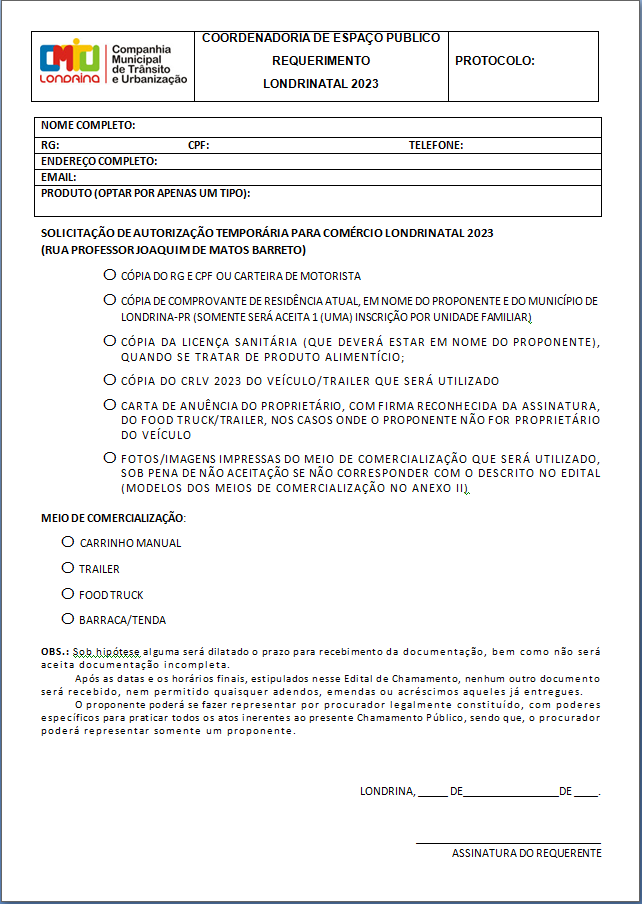 CMTU
LONDRINA
Companhia
Municipal
de Trânsito
e Urbanização
COORDENADORIA DE ESPAÇO PÚBLICO
REQUERIMENTO
LONDRINATAL 2023
PROTOCOLO:
NOME COMPLETO:
RG: CPF: TELEFONE:
ENDEREÇO COMPLETO:
EMAIL:
PRODUTO (OPTAR POR APENAS UM TIPO):
SOLICITAÇÃO DE AUTORIZAÇÃO TEMPORÁRIA PARA COMÉRCIO LONDRINATAL 2023
(RUA PROFESSOR JOAQUIM DE MATOS BARRETO)
CÓPIA DO RG E CPF OU CARTEIRA DE MOTORISTA
CÓPIA DE COMPROVANTE DE RESIDÊNCIA ATUAL, EM NOME DO PROPONENTE E DO MUNICÍPIO DE
LONDRINA-PR (SOMENTE SERÁ ACEITA 1 (UMA) INSCRIÇÃO POR UNIDADE FAMILIAR)
CÓPIA DA LICENÇA SANITÁRIA (QUE DEVERÁ ESTAR EM NOME DO PROPONENTE),
QUANDO SE TRATAR DE PRODUTO ALIMENTÍCIO;
CÓPIA DO CRLV 2023 DO VEÍCULO/TRAILER QUE SERÁ UTILIZADO
CARTA DE ANUÊNCIA DO PROPRIETÁRIO, COM FIRMA RECONHECIDA DA ASSINATURA,
DO FOOD TRUCK/TRAILER, NOS CASOS ONDE O PROPONENTE NÃO FOR PROPRIETÁRIO
DO VEÍCULO
FOTOS/IMAGENS IMPRESSAS DO MEIO DE COMERCIALIZAÇÃO QUE SERÁ UTILIZADO,
SOB PENA DE NÃO ACEITAÇÃO SE NÃO CORRESPONDER COM O DESCRITO NO EDITAL
(MODELOS DOS MEIOS DE COMERCIALIZAÇÃO NO ANEXO II)
MEIO DE COMERCIALIZAÇÃO:
CARRINHO MANUAL
TRAILER
FOOD TRUCK
BARRACA/TENDA
OBS.: Sob hipótese alguma será dilatado o prazo para recebimento da documentação, bem como não será
aceita documentação incompleta.
Após as datas e os horários finais, estipulados nesse Edital de Chamamento, nenhum outro documento
será recebido, nem permitido quaisquer adendos, emendas ou acréscimos aqueles já entregues.
O proponente poderá se fazer representar por procurador legalmente constituído, com poderes
específicos para praticar todos os atos inerentes ao presente Chamamento Público, sendo que, o procurador
poderá representar somente um proponente.
LONDRINA, _____ DE________________DE ____.
ASSINATURA DO REQUERENTE